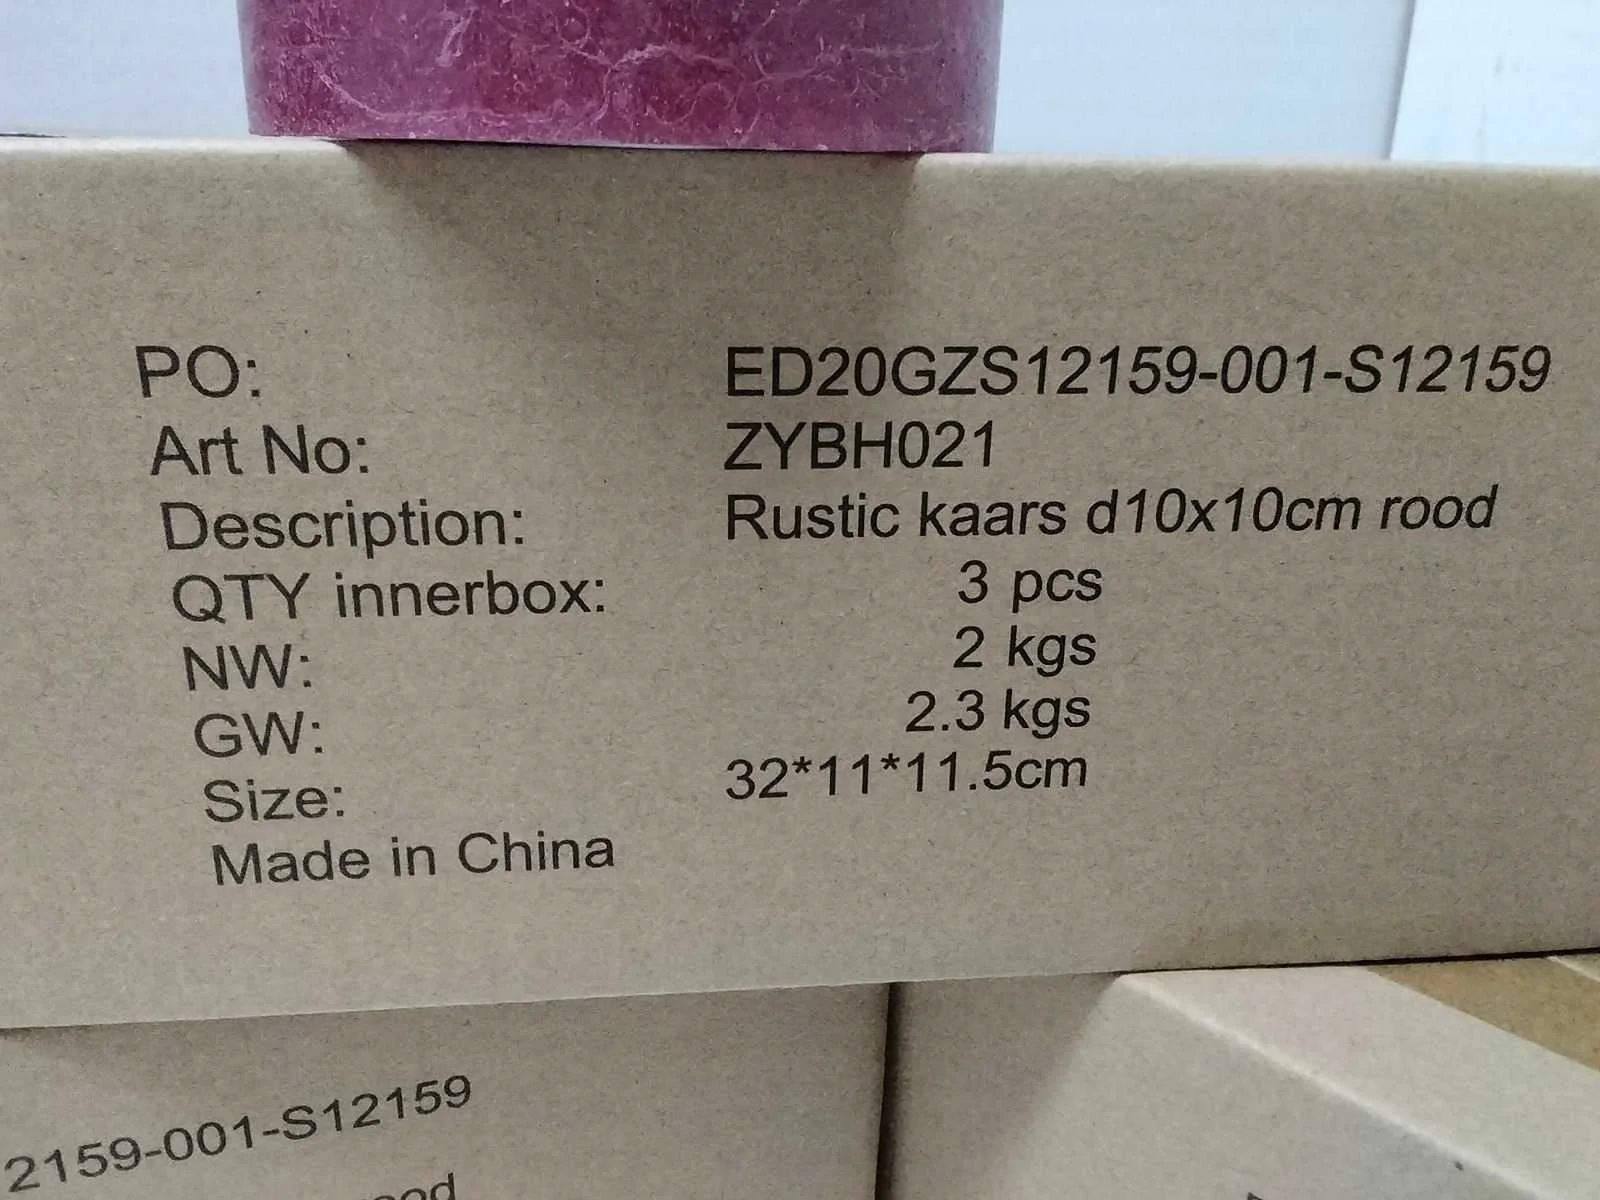 PO: ED20GZS12159-001-S12159
Art No: ZYBH021
Description: Rustic kaars d10x10cm rood
QTY innerbox: 3 pcs
NW: 2 kgs
GW: 2.3 kgs
Size: 32*11*11.5cm
Made in China
2159-001-S12159